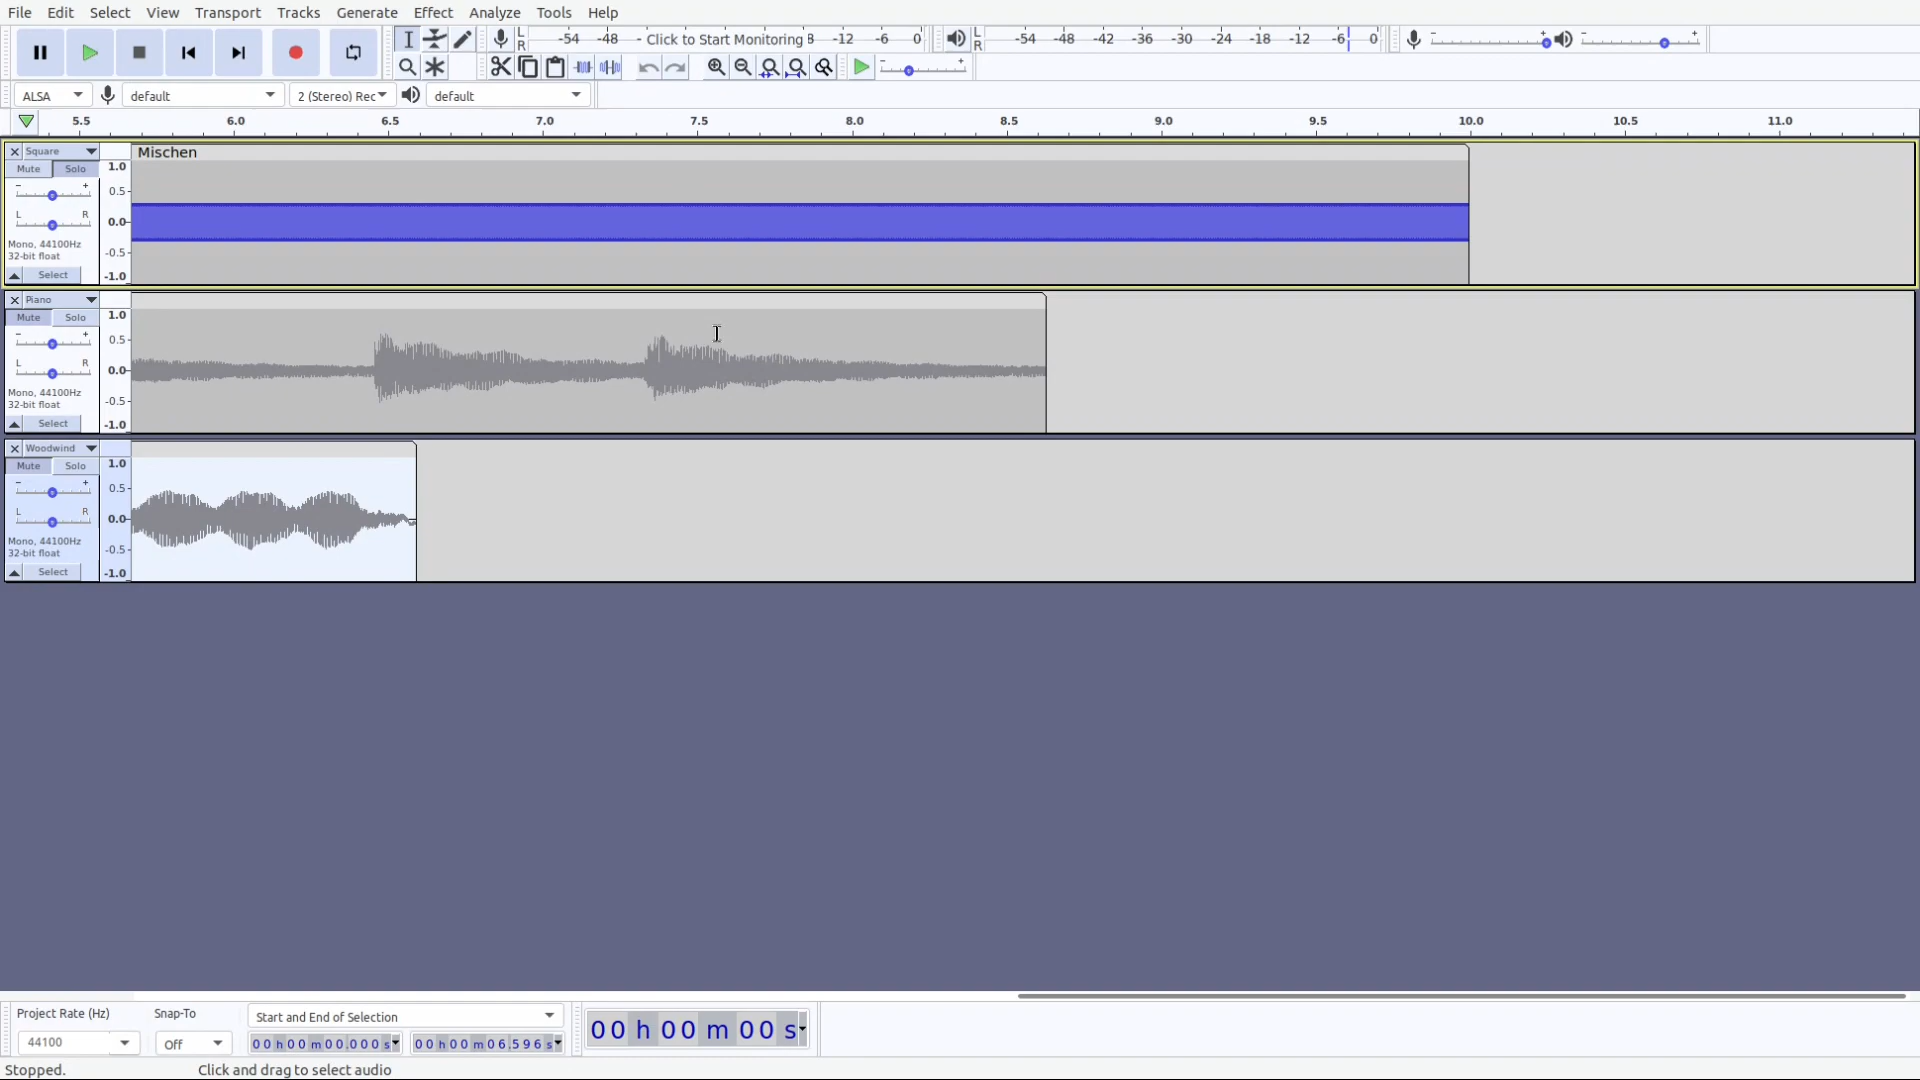 File Edit Select View Transport Tracks Generate Effect Analyze Tools Help
L R -54 -48 - Click to Start Monitoring 8 -12 -6 0 L R -54 -48 -42 -36 -30 -24 -18 -12 -6 0
ALSA default 2 (Stereo) Rec default
5.5 6.0 6.5 7.0 7.5 8.0 8.5 9.0 9.5 10.0 10.5 11.0
Square Mischen
Mute Solo 1.0
- + 0.5
L R 0.0
Mono, 44100Hz -0.5
32-bit float
Select -1.0
Piano
Mute Solo 1.0
- + 0.5
L R 0.0
Mono, 44100Hz -0.5
32-bit float
Select -1.0
Woodwind
Mute Solo 1.0
- + 0.5
L R 0.0
Mono, 44100Hz -0.5
32-bit float
Select -1.0
Project Rate (Hz) Snap-To Start and End of Selection
44100 Off 00 h 00 m 00.000 s 00 h 00 m 06.596 s 00 h 00 m 00 s
Stopped. Click and drag to select audio